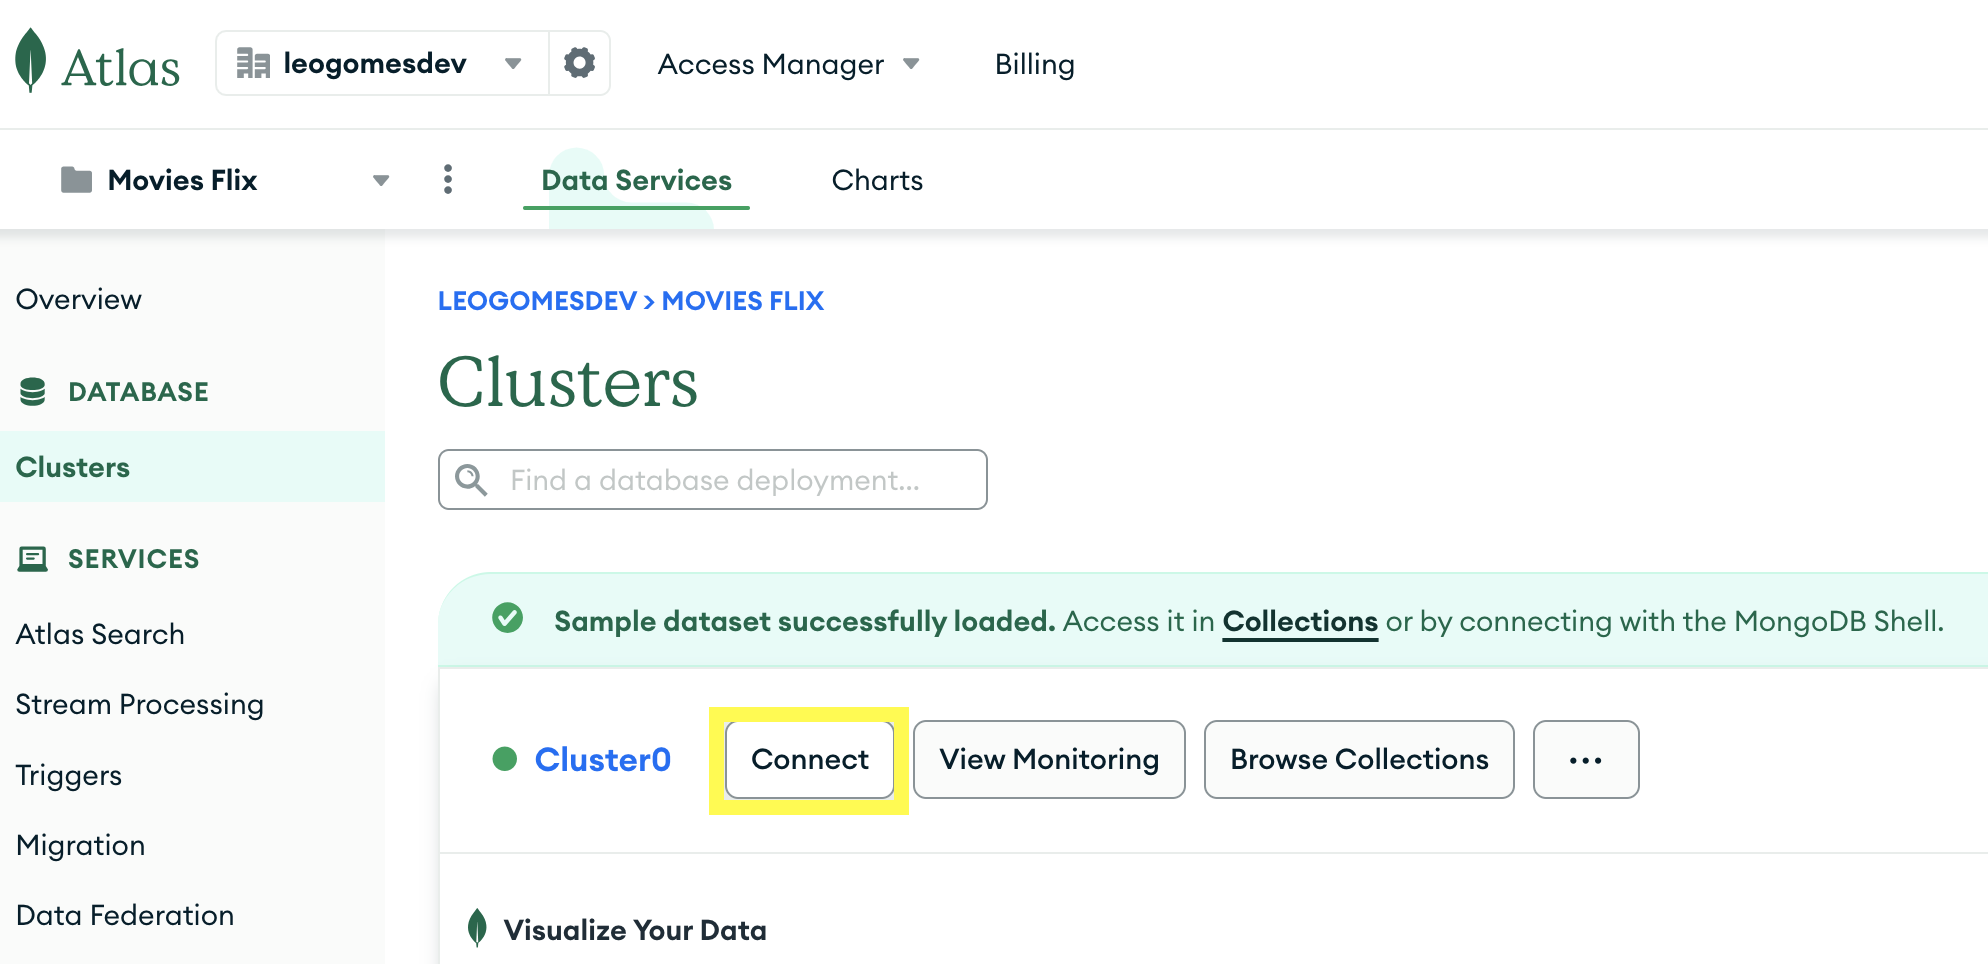 Atlas
leogomesdev
Access Manager
Billing
Movies Flix
Data Services
Charts
Overview
DATABASE
Clusters
SERVICES
Atlas Search
Stream Processing
Triggers
Migration
Data Federation
LEOGOMESDEV > MOVIES FLIX
Clusters
Find a database deployment...
Sample dataset successfully loaded. Access it in Collections or by connecting with the MongoDB Shell.
Cluster0
Connect
View Monitoring
Browse Collections
...
Visualize Your Data